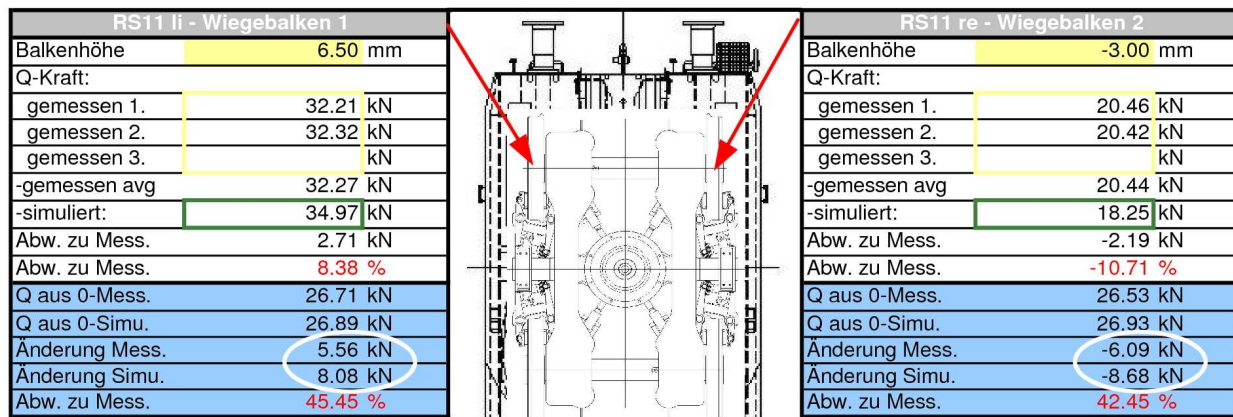 RS11 li - Wiegebalken 1
Balkenhöhe 6.50 mm
Q-Kraft:
gemessen 1. 32.21 kN
gemessen 2. 32.32 kN
gemessen 3. kN
-gemessen avg 32.27 kN
-simuliert: 34.97 kN
Abw. zu Mess. 2.71 kN
Abw. zu Mess. 8.38 %
Q aus 0-Mess. 26.71 kN
Q aus 0-Simu. 26.89 kN
Änderung Mess. 5.56 kN
Änderung Simu. 8.08 kN
Abw. zu Mess. 45.45 %
RS11 re - Wiegebalken 2
Balkenhöhe -3.00 mm
Q-Kraft:
gemessen 1. 20.46 kN
gemessen 2. 20.42 kN
gemessen 3. kN
-gemessen avg 20.44 kN
-simuliert: 18.25 kN
Abw. zu Mess. -2.19 kN
Abw. zu Mess. -10.71 %
Q aus 0-Mess. 26.53 kN
Q aus 0-Simu. 26.93 kN
Änderung Mess. -6.09 kN
Änderung Simu. -8.68 kN
Abw. zu Mess. 42.45 %